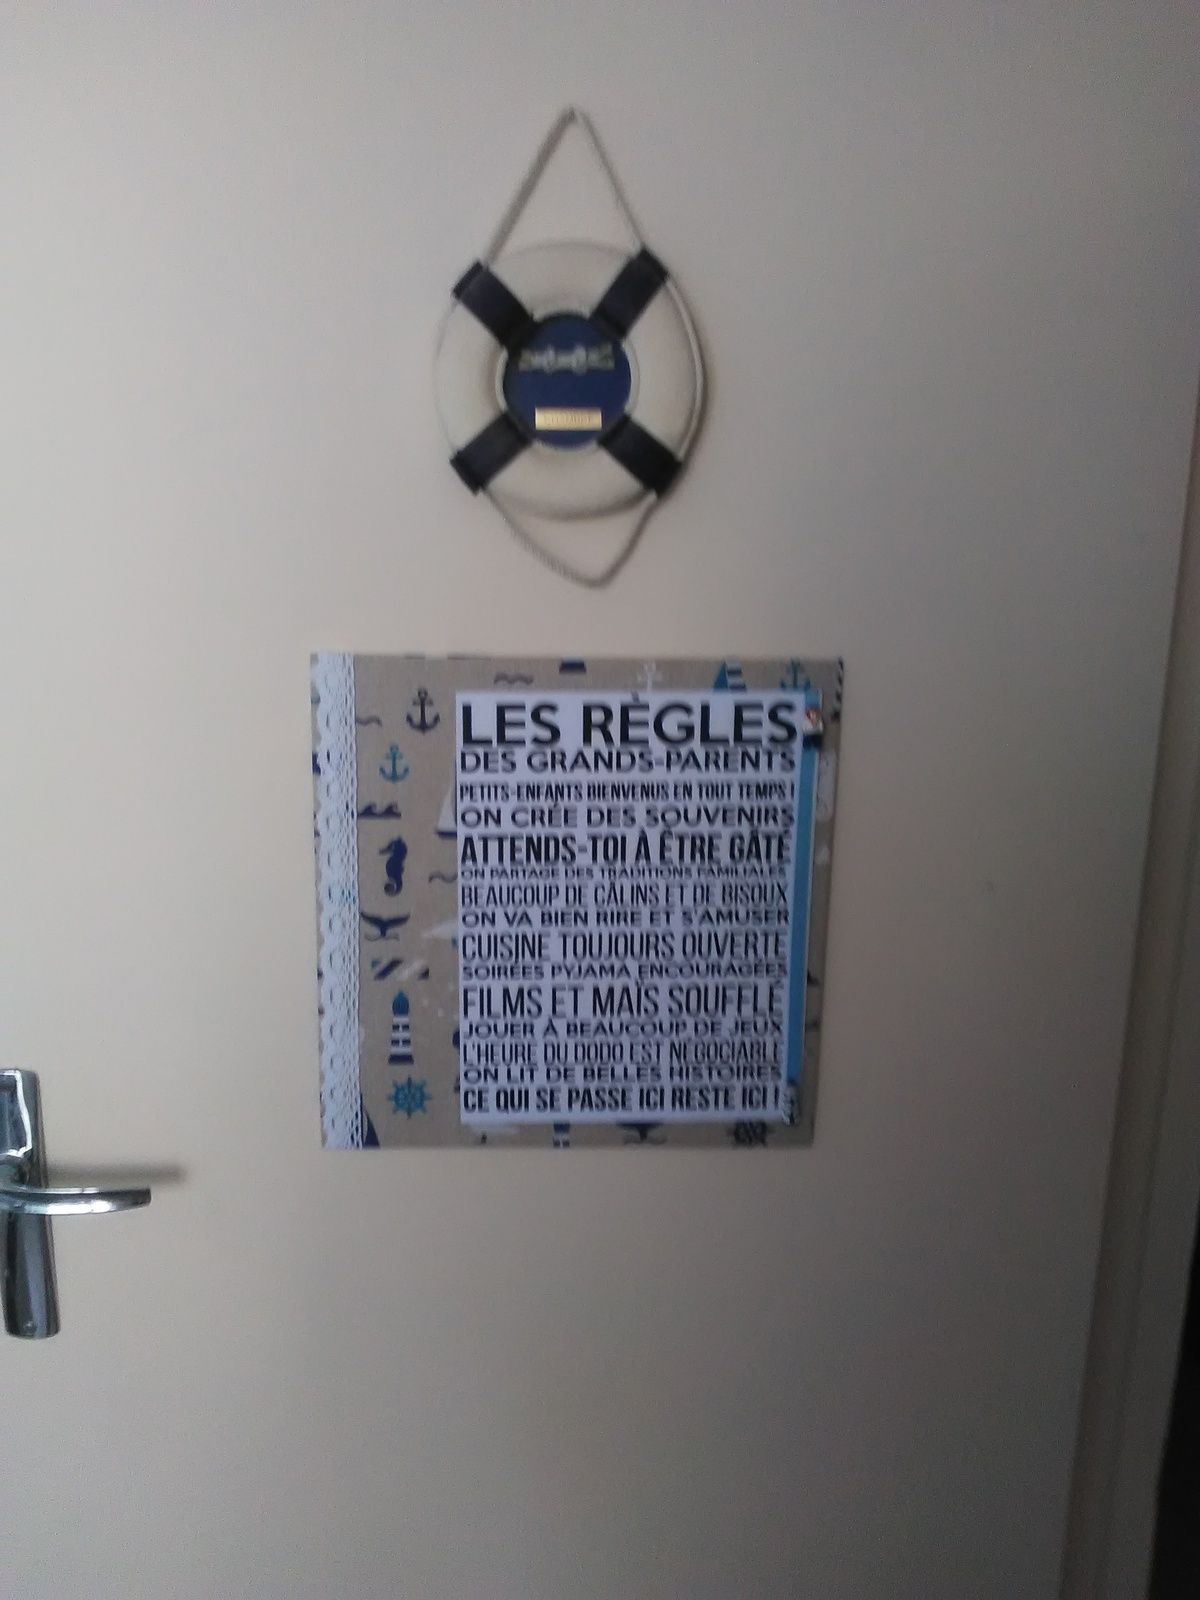 LES RÈGLES
DES GRANDS-PARENTS
PETITS-ENFANTS BIENVENUS EN TOUT TEMPS !
ON CRÉE DES SOUVENIRS
ATTENDS-TOI À ÊTRE GÂTÉ
ON PARTAGE DES TRADITIONS FAMILIALES
BEAUCOUP DE CÂLINS ET DE BISOUX
ON VA BIEN RIRE ET S'AMUSER
CUISINE TOUJOURS OUVERTE
SOIRÉES PYJAMA ENCOURAGÉES
FILMS ET MAÏS SOUFFLÉ
JOUER À BEAUCOUP DE JEUX
L'HEURE DU DODO EST NÉGOCIABLE
ON LIT DE BELLES HISTOIRES
CE QUI SE PASSE ICI RESTE ICI !